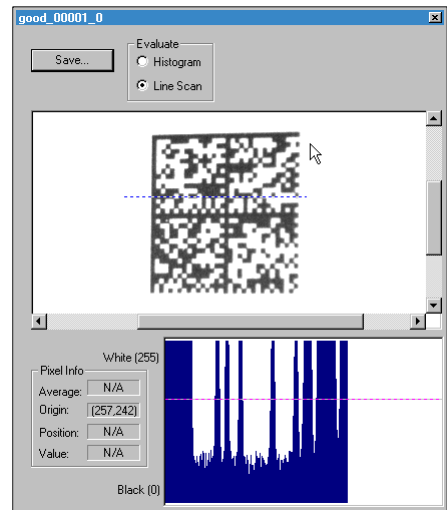 good_00001_0
Evaluate
Save...
Histogram
Line Scan
White (255)
Pixel Info
Average: N/A
Origin: (257,242)
Position: N/A
Value: N/A
Black (0)